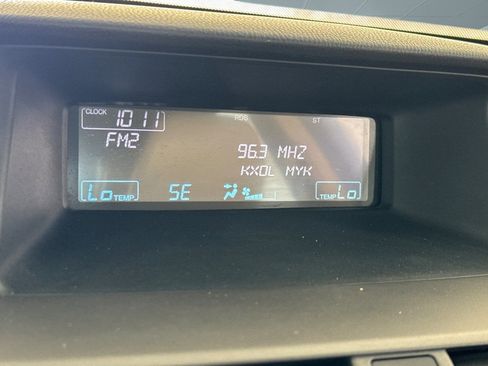 CLOCK 10 11 RDS ST
FM2
96.3 MHZ
KXOL MYK
Lo TEMP SE TEMP Lo